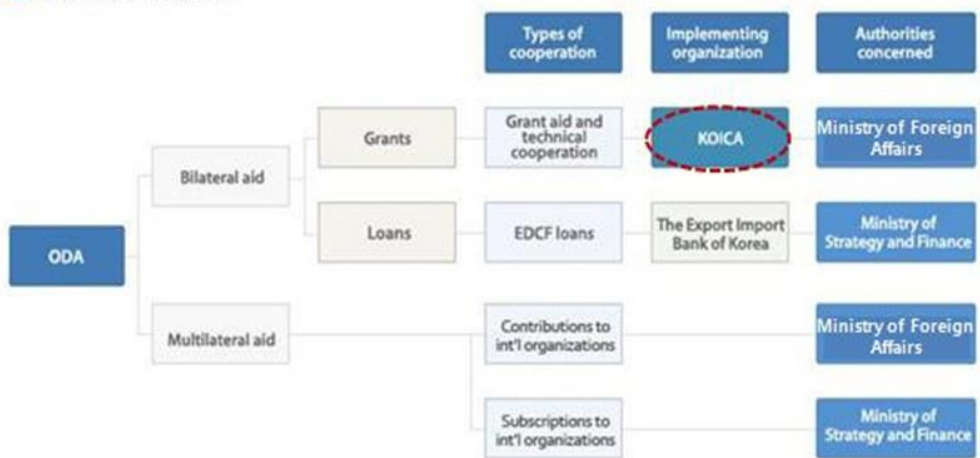 Types of
cooperation
Implementing
organization
Authorities
concerned
Grants
Grant aid and
technical
cooperation
KOICA
Ministry of Foreign
Affairs
Bilateral aid
Loans
EDCF loans
The Export Import
Bank of Korea
Ministry of
Strategy and Finance
ODA
Multilateral aid
Contributions to
int'l organizations
Ministry of Foreign
Affairs
Subscriptions to
int'l organizations
Ministry of
Strategy and Finance